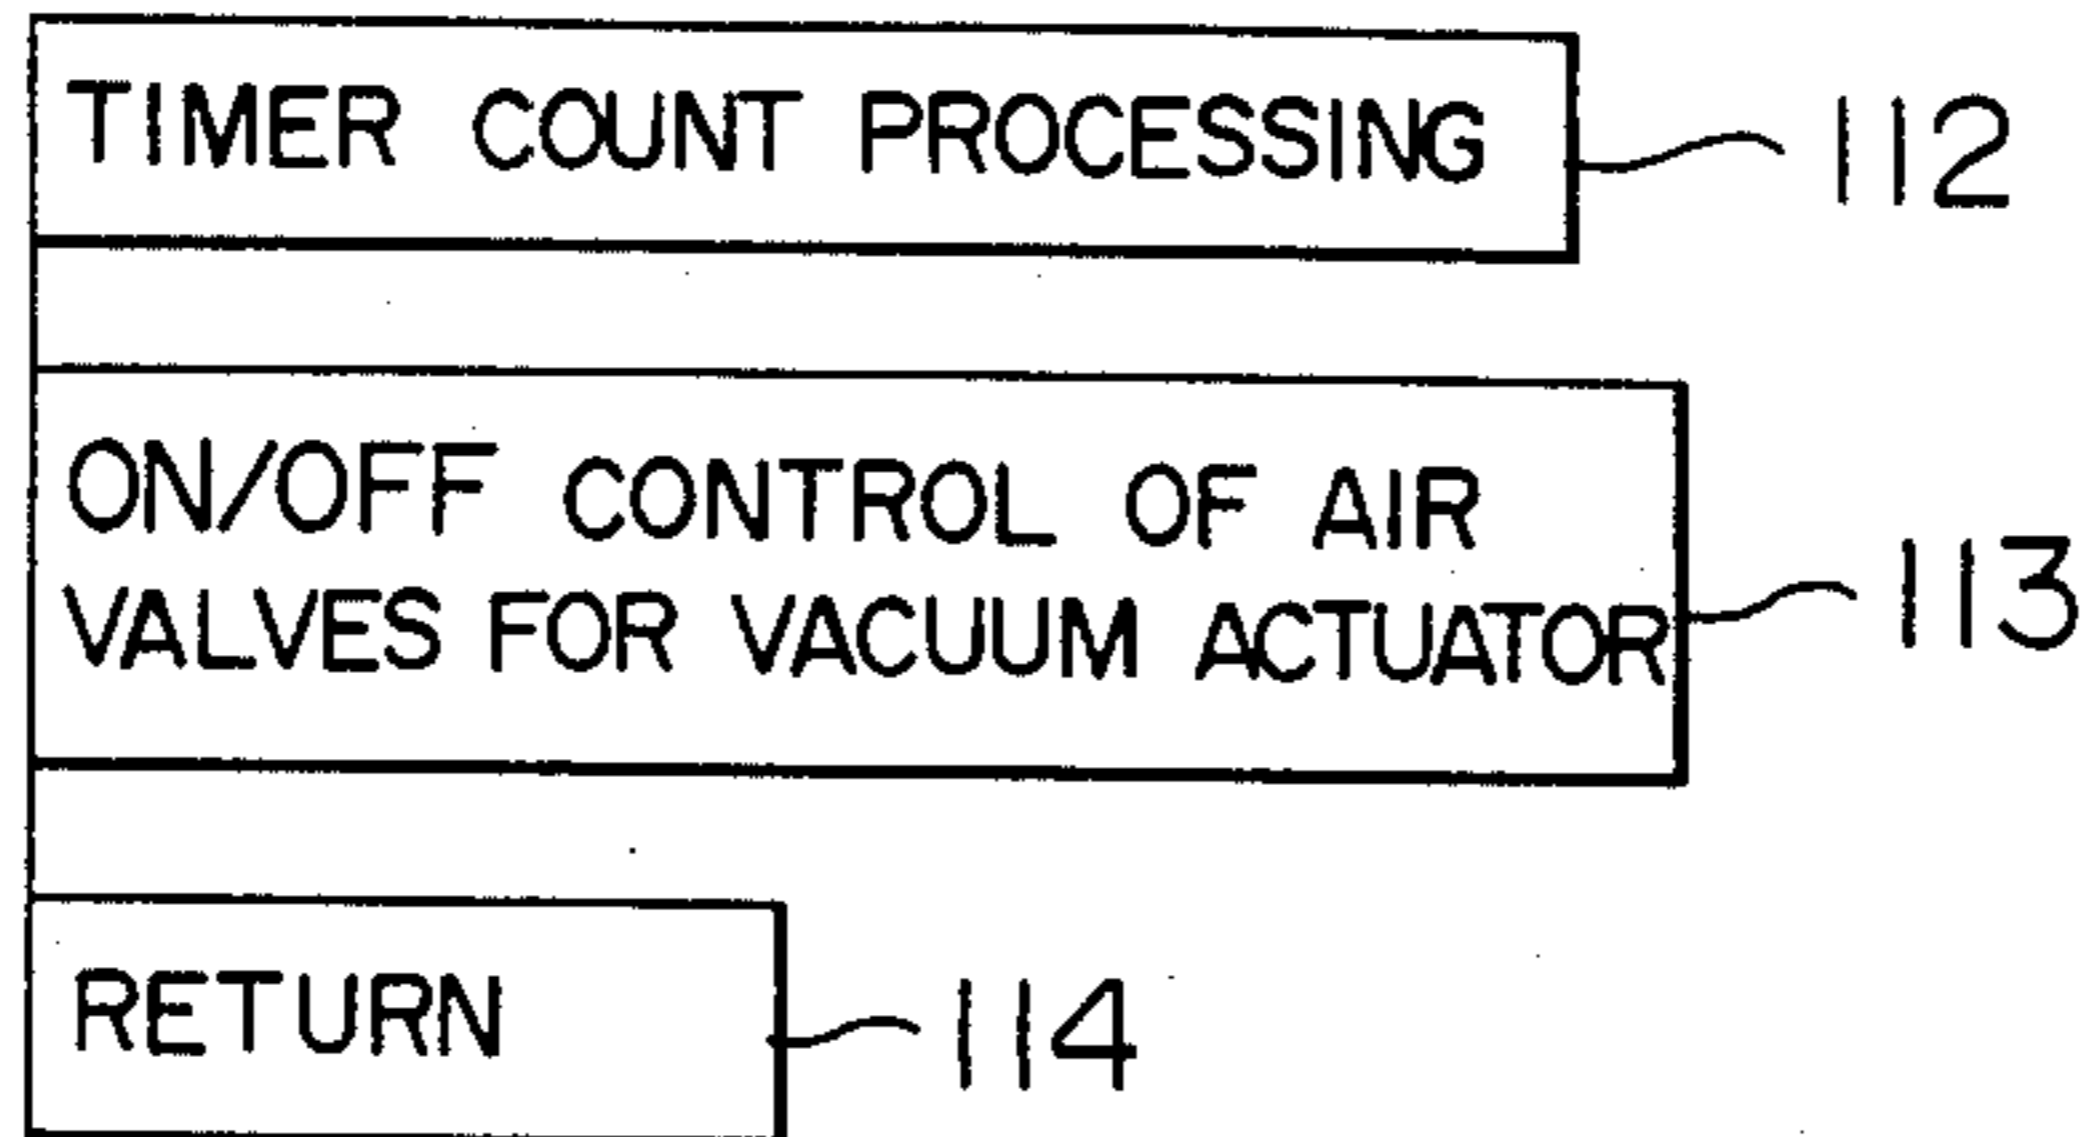 TIMER COUNT PROCESSING
112
ON/OFF CONTROL OF AIR
VALVES FOR VACUUM ACTUATOR
113
RETURN
114